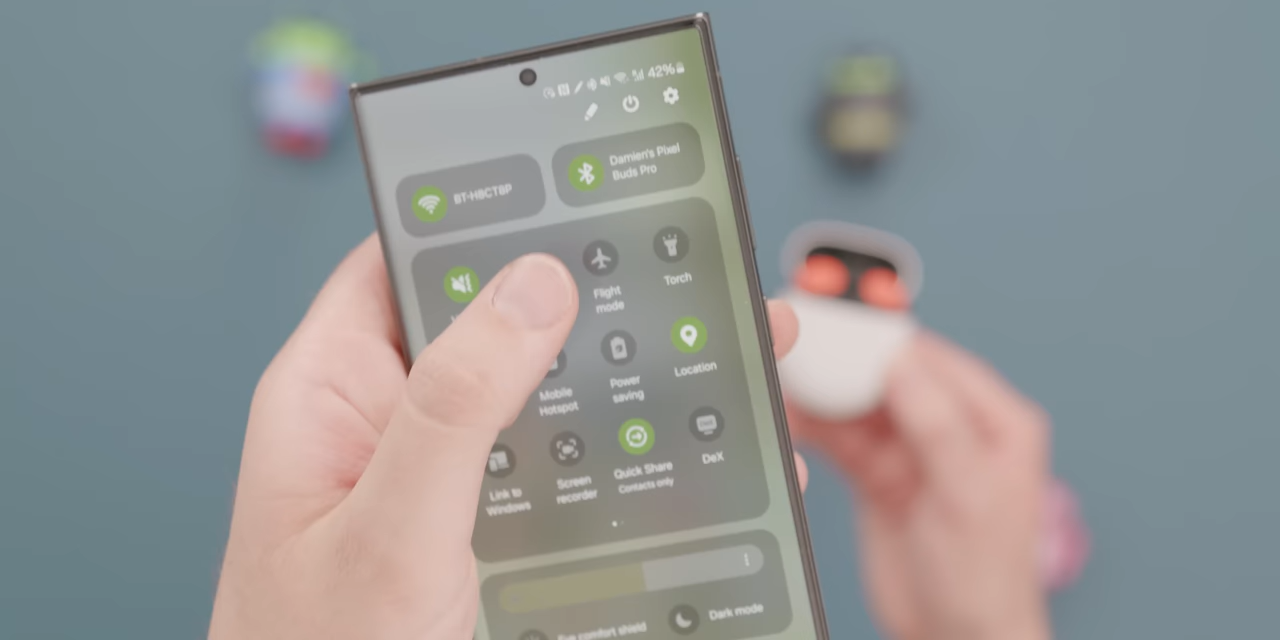 42%
BT-H8CT8P
Damien's Pixel
Buds Pro
Flight
mode
Torch
Mobile
Hotspot
Power
saving
Location
Link to
Windows
Screen
recorder
Quick Share
Contacts only
DeX
Eye comfort shield
Dark mode